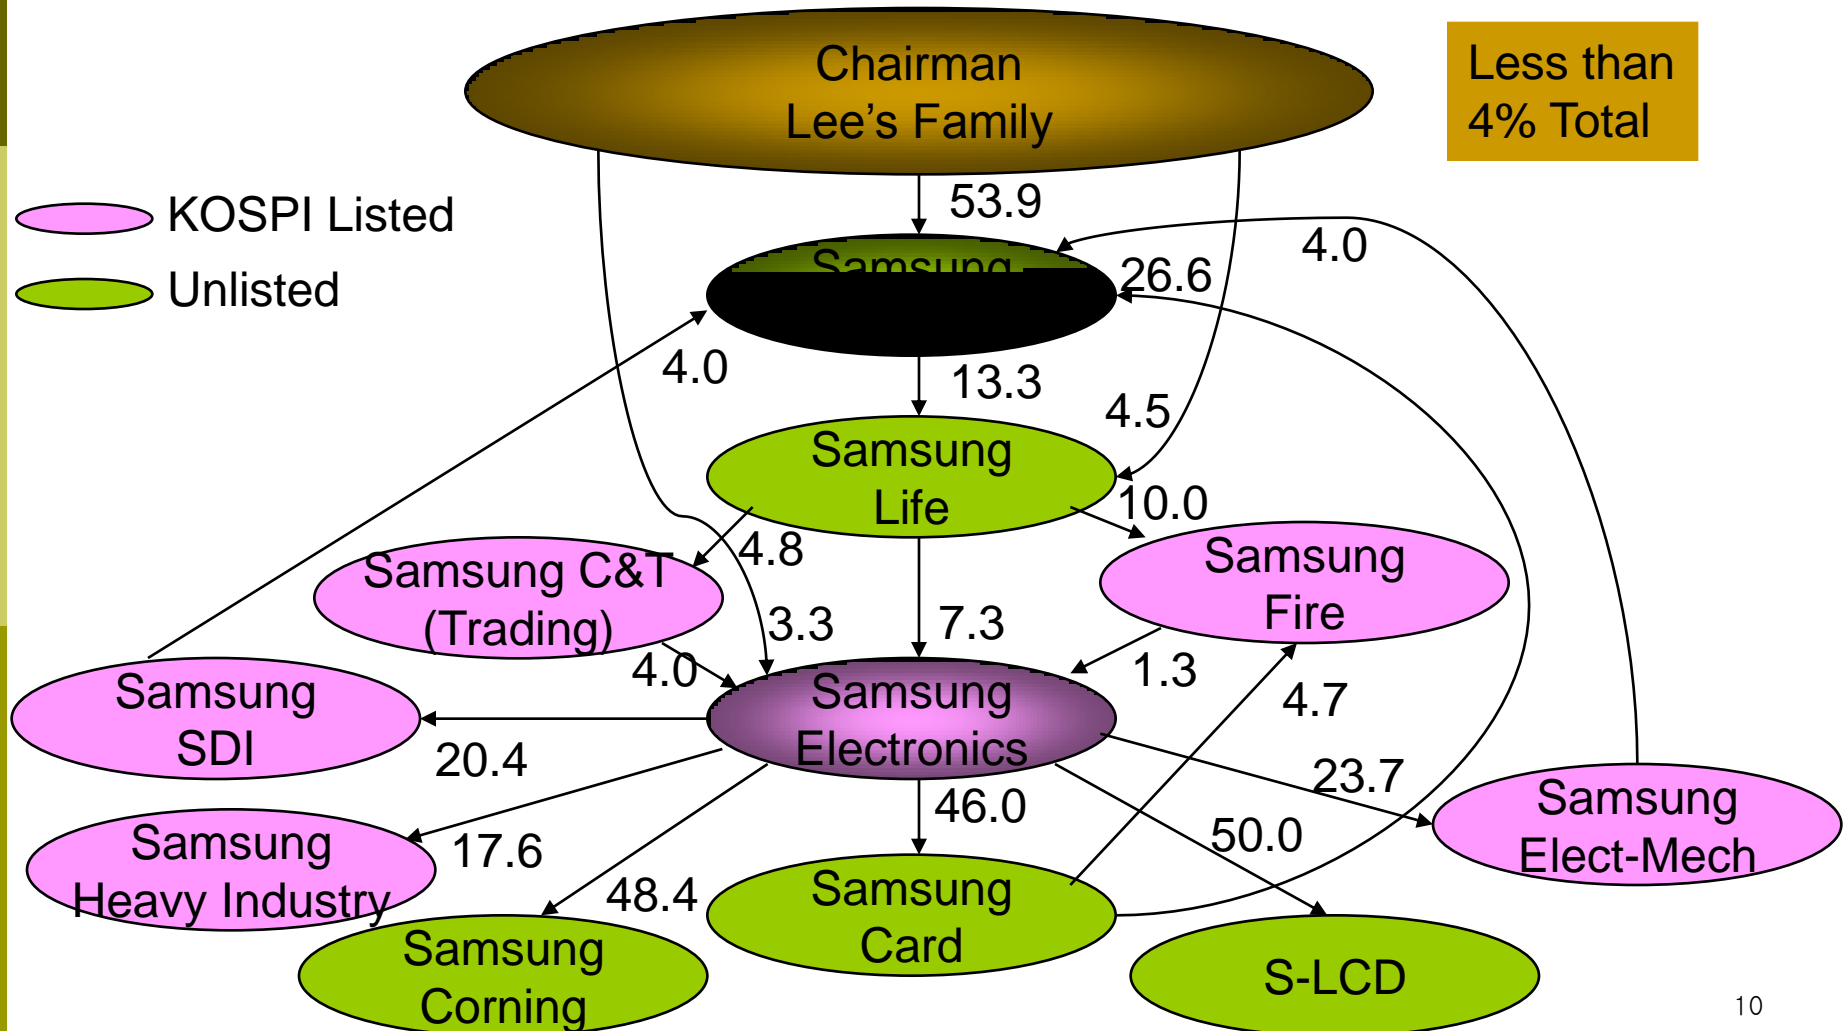 Chairman
Lee's Family
Less than
4% Total
KOSPI Listed
Unlisted
53.9
Samsung
26.6
4.0
4.0
13.3
4.5
Samsung
Life
10.0
4.8
Samsung C&T
(Trading)
Samsung
Fire
3.3
7.3
4.0
1.3
4.7
Samsung
SDI
Samsung
Electronics
20.4
23.7
46.0
50.0
Samsung
Elect-Mech
Samsung
Heavy Industry
17.6
48.4
Samsung
Corning
Samsung
Card
S-LCD
10